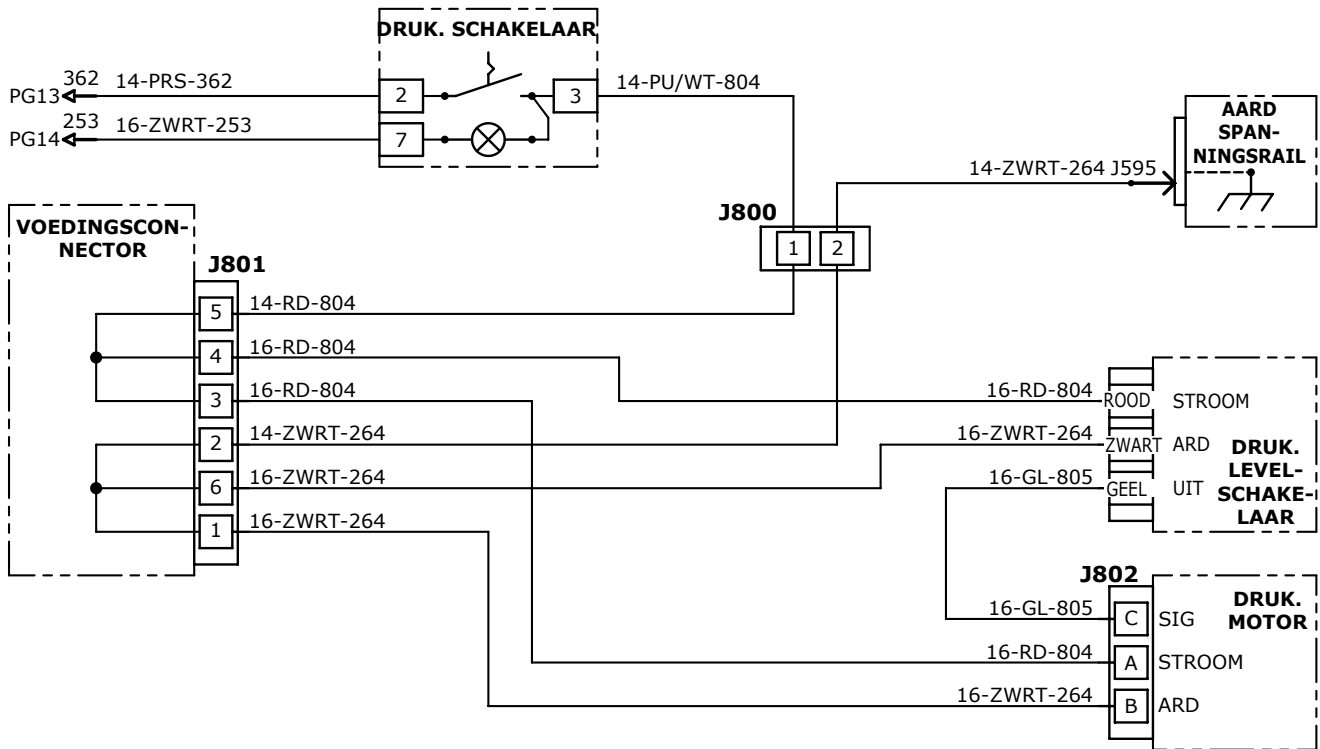 DRUK. SCHAKELAAR
PG13 362 14-PRS-362 2 3 14-PU/WT-804
PG14 253 16-ZWRT-253 7
AARD
SPAN-
NINGSRAIL
14-ZWRT-264 J595
J800
1 2
VOEDINGSCON-
NECTOR
J801
5 14-RD-804
4 16-RD-804
3 16-RD-804
2 14-ZWRT-264
6 16-ZWRT-264
1 16-ZWRT-264
16-RD-804 ROOD STROOM
16-ZWRT-264 ZWART ARD
16-GL-805 GEEL UIT
DRUK.
LEVEL-
SCHAKE-
LAAR
J802
DRUK.
MOTOR
16-GL-805 C SIG
16-RD-804 A STROOM
16-ZWRT-264 B ARD